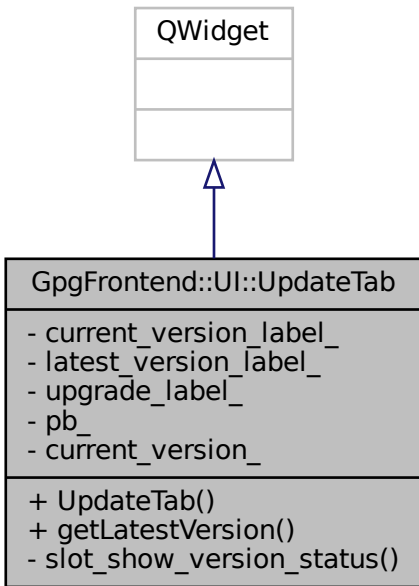 QWidget
GpgFrontend::UI::UpdateTab
- current_version_label_
- latest_version_label_
- upgrade_label_
- pb_
- current_version_
+ UpdateTab()
+ getLatestVersion()
- slot_show_version_status()